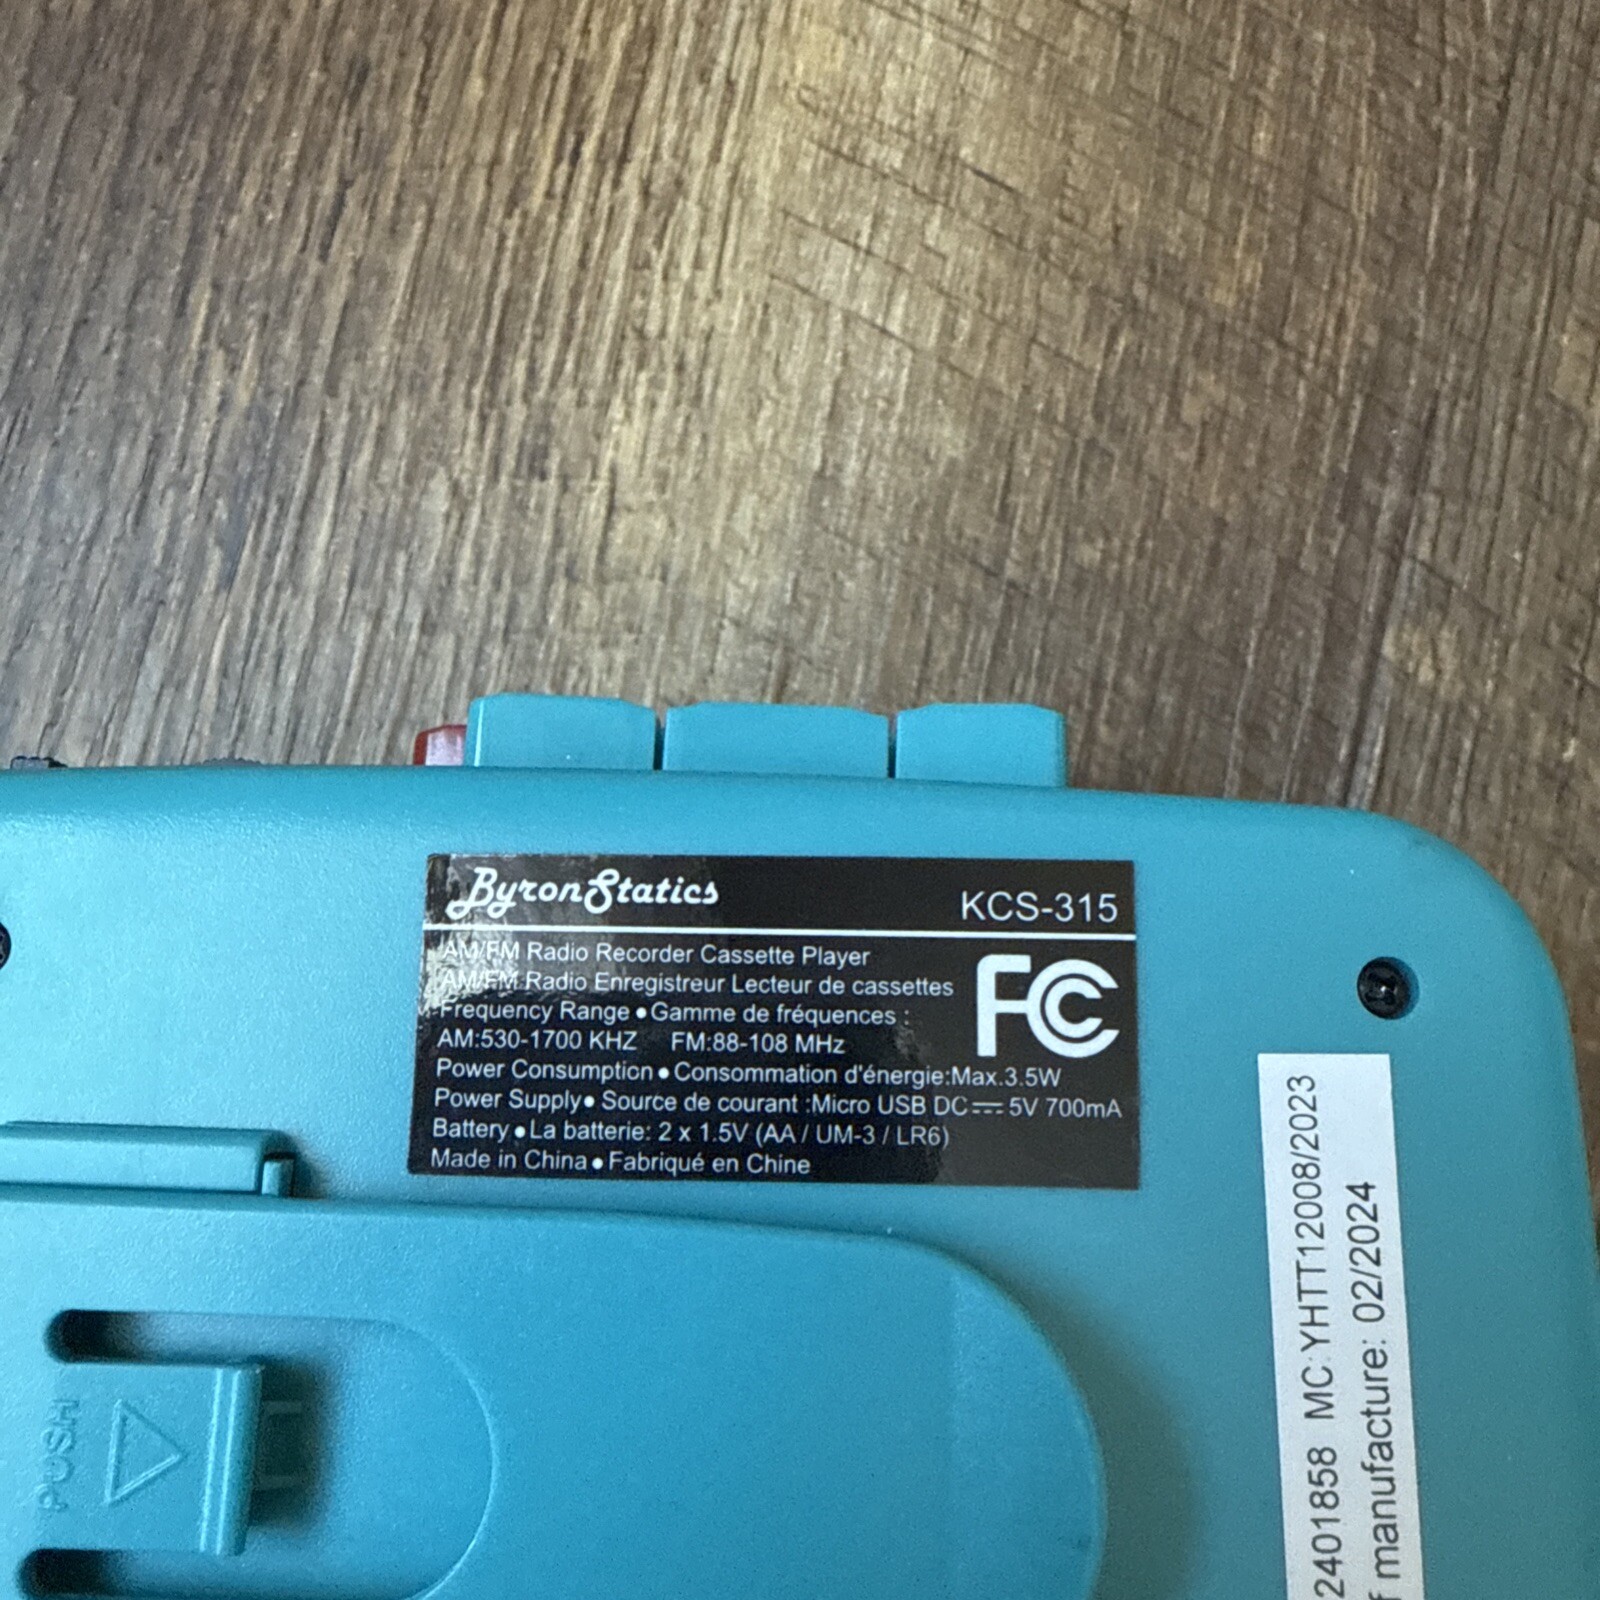 ByronStatics
KCS-315
AM/FM Radio Recorder Cassette Player
AM/FM Radio Enregistreur Lecteur de cassettes
Frequency Range ● Gamme de fréquences :
AM:530-1700 KHZ FM:88-108 MHz
Power Consumption ● Consommation d'énergie:Max.3.5W
Power Supply● Source de courant :Micro USB DC⎓5V 700mA
Battery ● La batterie: 2 x 1.5V (AA / UM-3 / LR6)
Made in China ● Fabriqué en Chine
FC
2401858 MC:YHTT12008/2023
f manufacture: 02/2024
PUSH